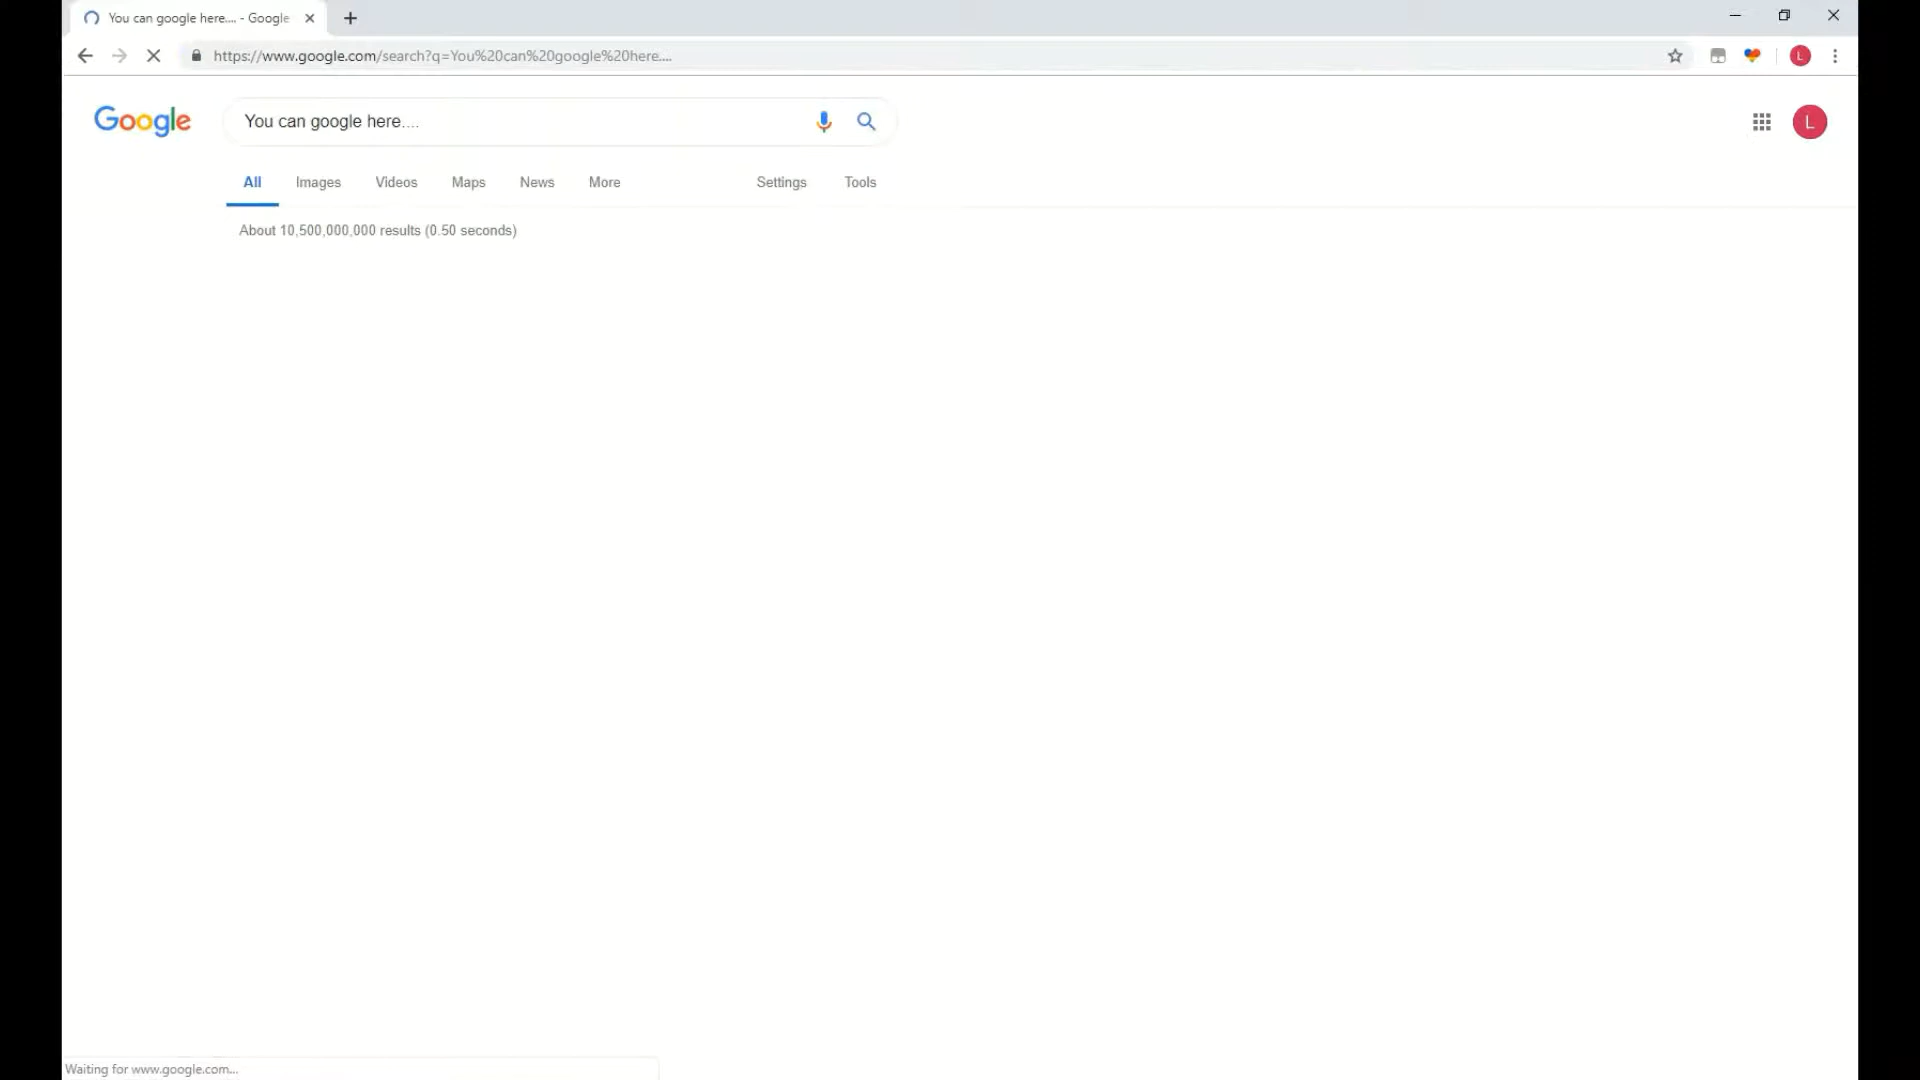 You can google here.... - Google
https://www.google.com/search?q=You%20can%20google%20here....
L
Google
You can google here....
L
All Images Videos Maps News More Settings Tools
About 10,500,000,000 results (0.50 seconds)
Waiting for www.google.com...